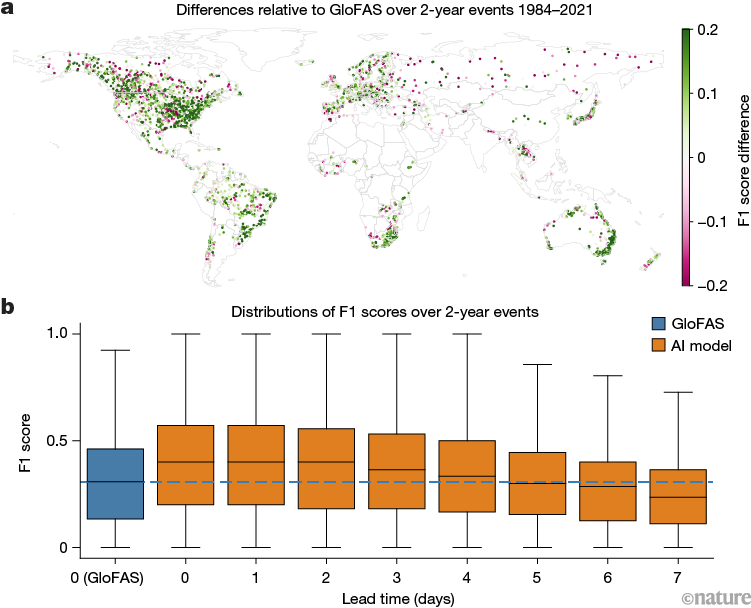 a
Differences relative to GloFAS over 2-year events 1984–2021
0.2
0.1
0
−0.1
−0.2
F1 score difference
b
Distributions of F1 scores over 2-year events
GloFAS
AI model
1.0
0.5
0
F1 score
0 (GloFAS) 0 1 2 3 4 5 6 7
Lead time (days)
©nature